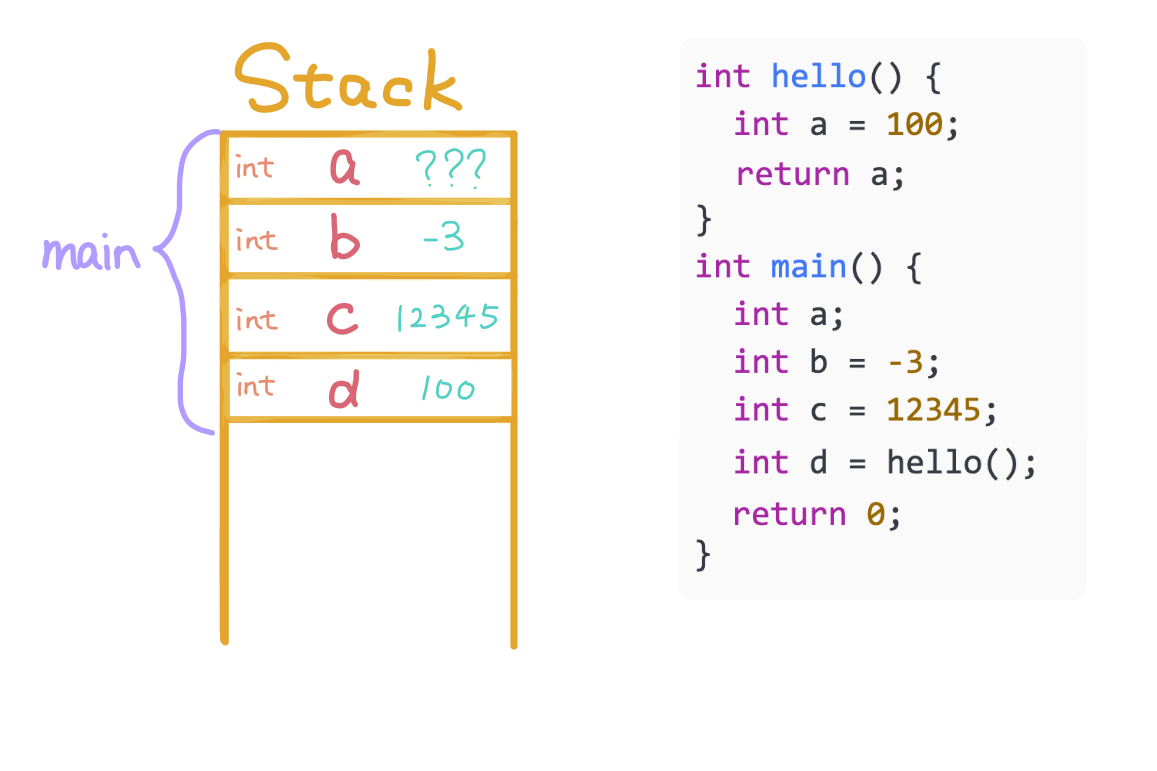 Stack
main
int a ???
int b -3
int c 12345
int d 100
int hello() {
int a = 100;
return a;
}
int main() {
int a;
int b = -3;
int c = 12345;
int d = hello();
return 0;
}